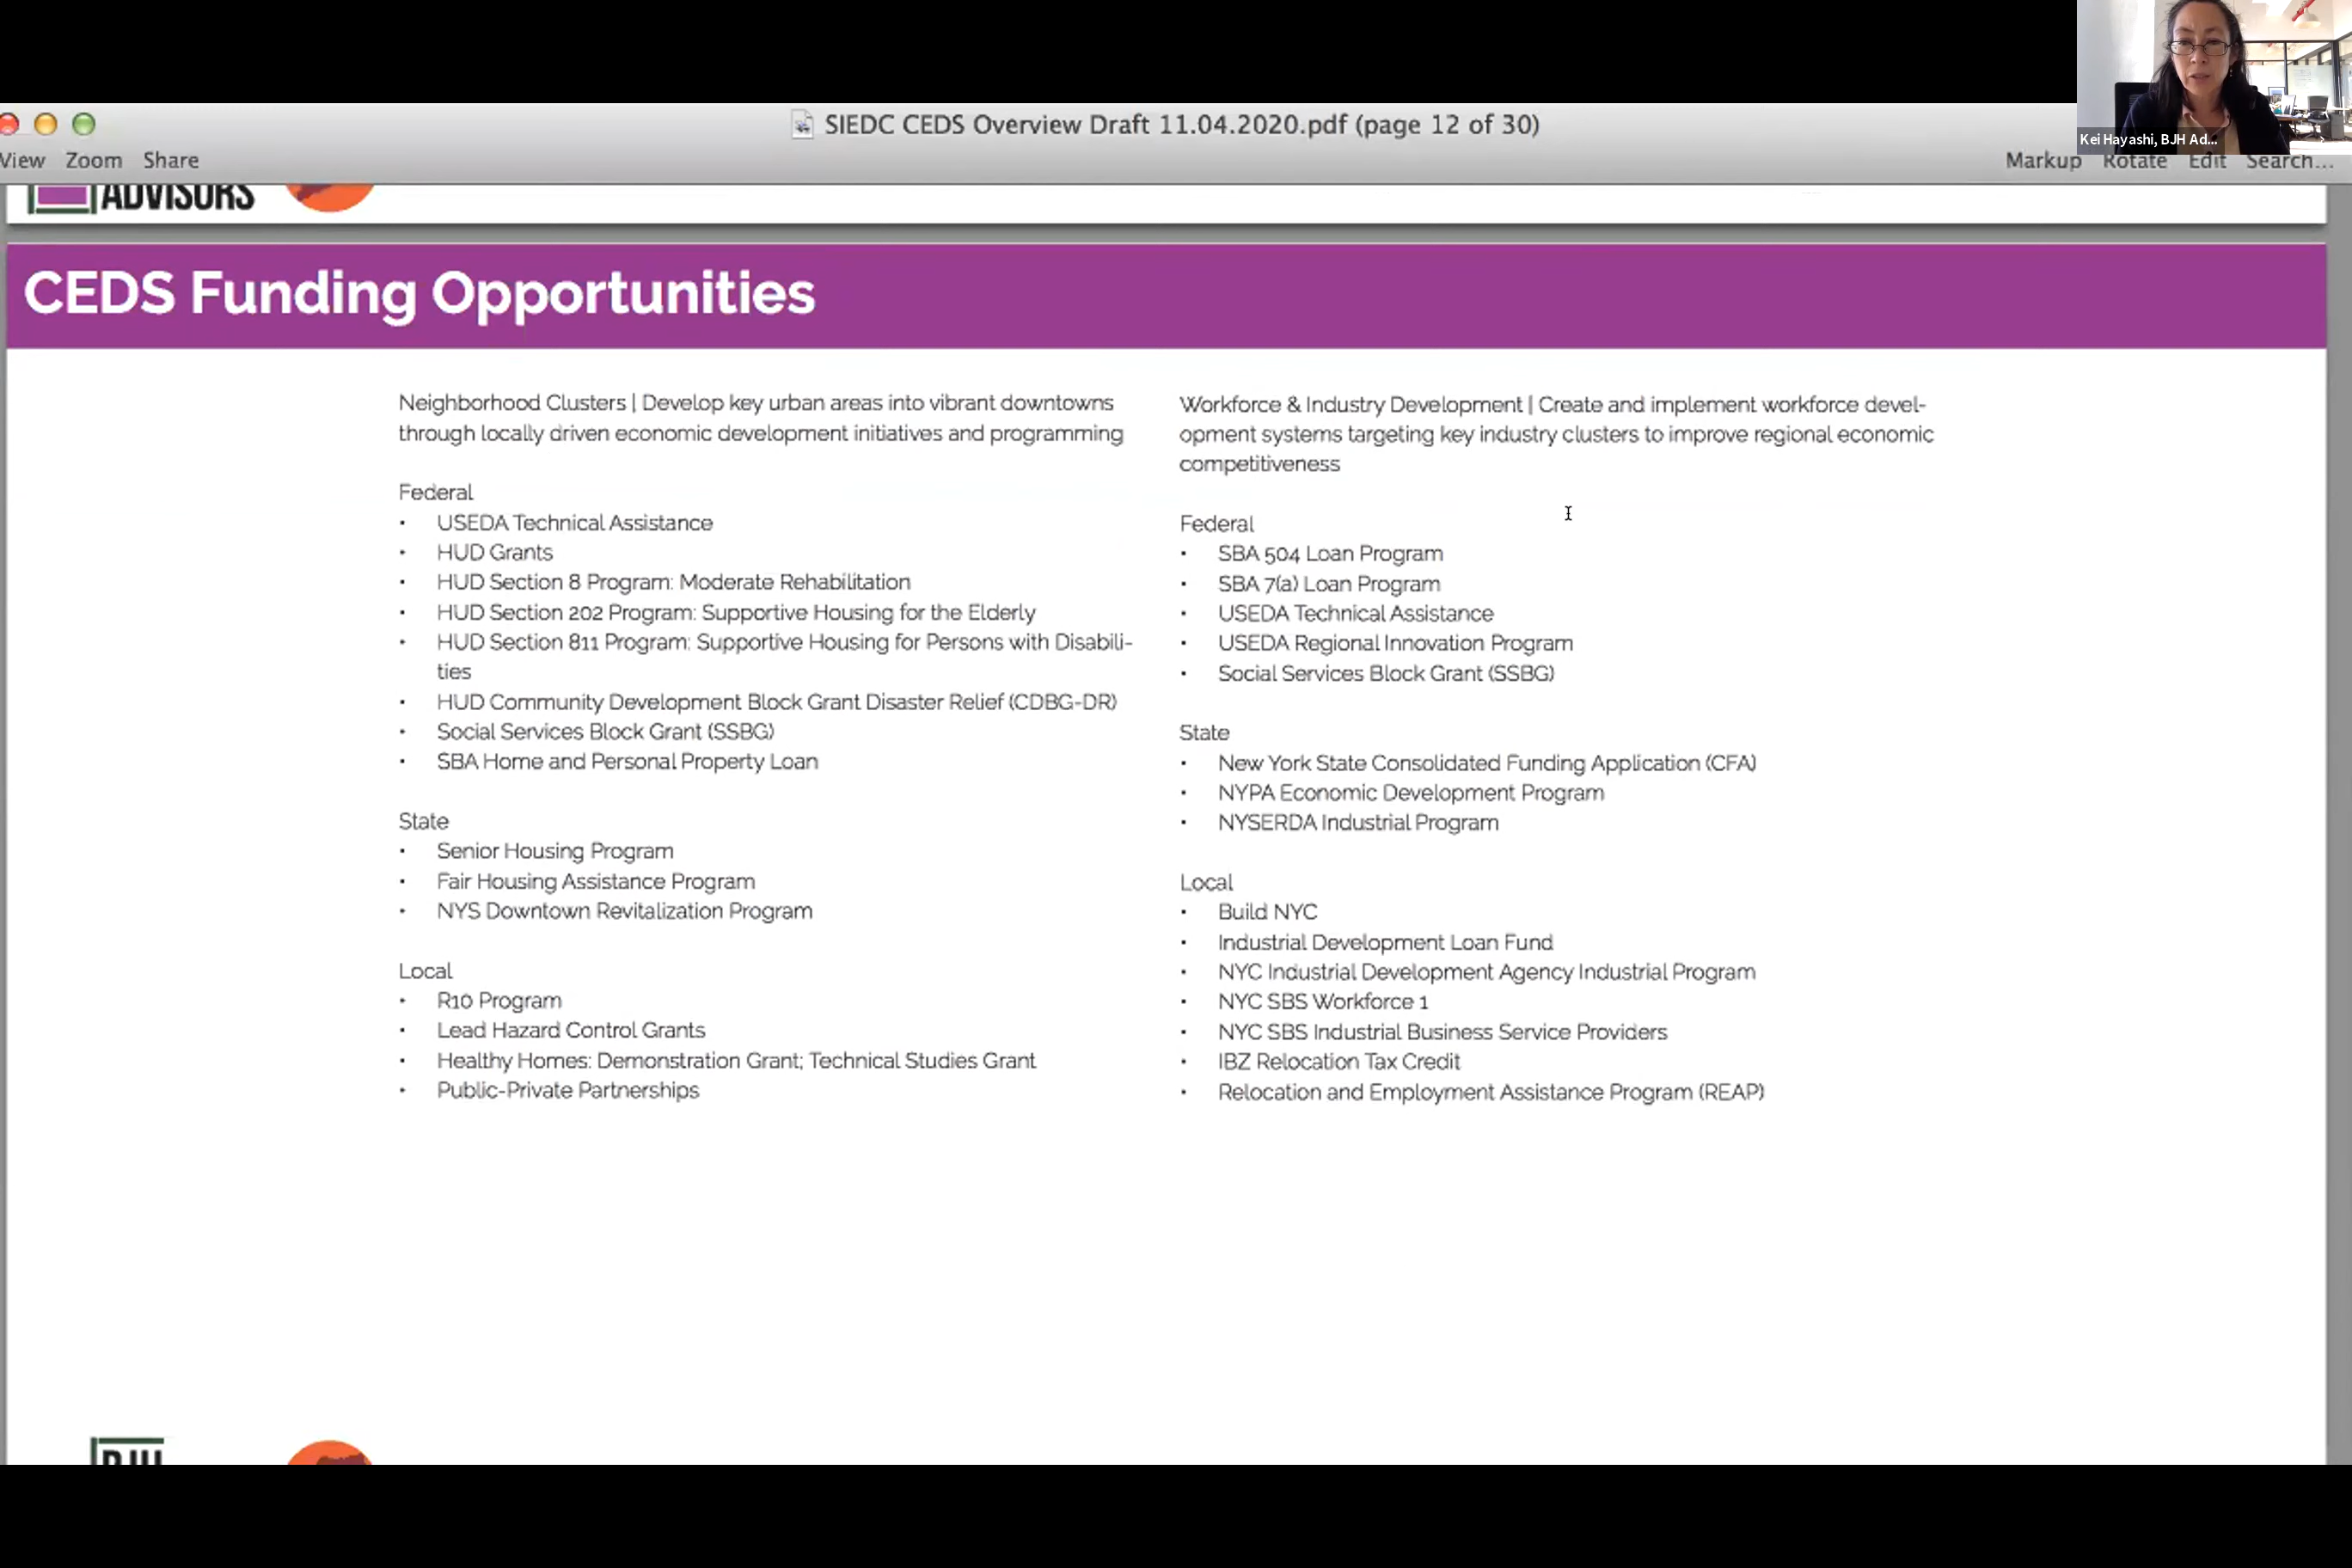 SIEDC CEDS Overview Draft 11.04.2020.pdf (page 12 of 30)
Kei Hayashi, BJH Ad...
View Zoom Share
Markup Rotate Edit Search...
ADVISORS
CEDS Funding Opportunities
Neighborhood Clusters | Develop key urban areas into vibrant downtowns
through locally driven economic development initiatives and programming
Federal
• USEDA Technical Assistance
• HUD Grants
• HUD Section 8 Program: Moderate Rehabilitation
• HUD Section 202 Program: Supportive Housing for the Elderly
• HUD Section 811 Program: Supportive Housing for Persons with Disabili-
ties
• HUD Community Development Block Grant Disaster Relief (CDBG-DR)
• Social Services Block Grant (SSBG)
• SBA Home and Personal Property Loan
State
• Senior Housing Program
• Fair Housing Assistance Program
• NYS Downtown Revitalization Program
Local
• R10 Program
• Lead Hazard Control Grants
• Healthy Homes: Demonstration Grant; Technical Studies Grant
• Public-Private Partnerships
Workforce & Industry Development | Create and implement workforce devel-
opment systems targeting key industry clusters to improve regional economic
competitiveness
Federal
• SBA 504 Loan Program
• SBA 7(a) Loan Program
• USEDA Technical Assistance
• USEDA Regional Innovation Program
• Social Services Block Grant (SSBG)
State
• New York State Consolidated Funding Application (CFA)
• NYPA Economic Development Program
• NYSERDA Industrial Program
Local
• Build NYC
• Industrial Development Loan Fund
• NYC Industrial Development Agency Industrial Program
• NYC SBS Workforce 1
• NYC SBS Industrial Business Service Providers
• IBZ Relocation Tax Credit
• Relocation and Employment Assistance Program (REAP)
BJH